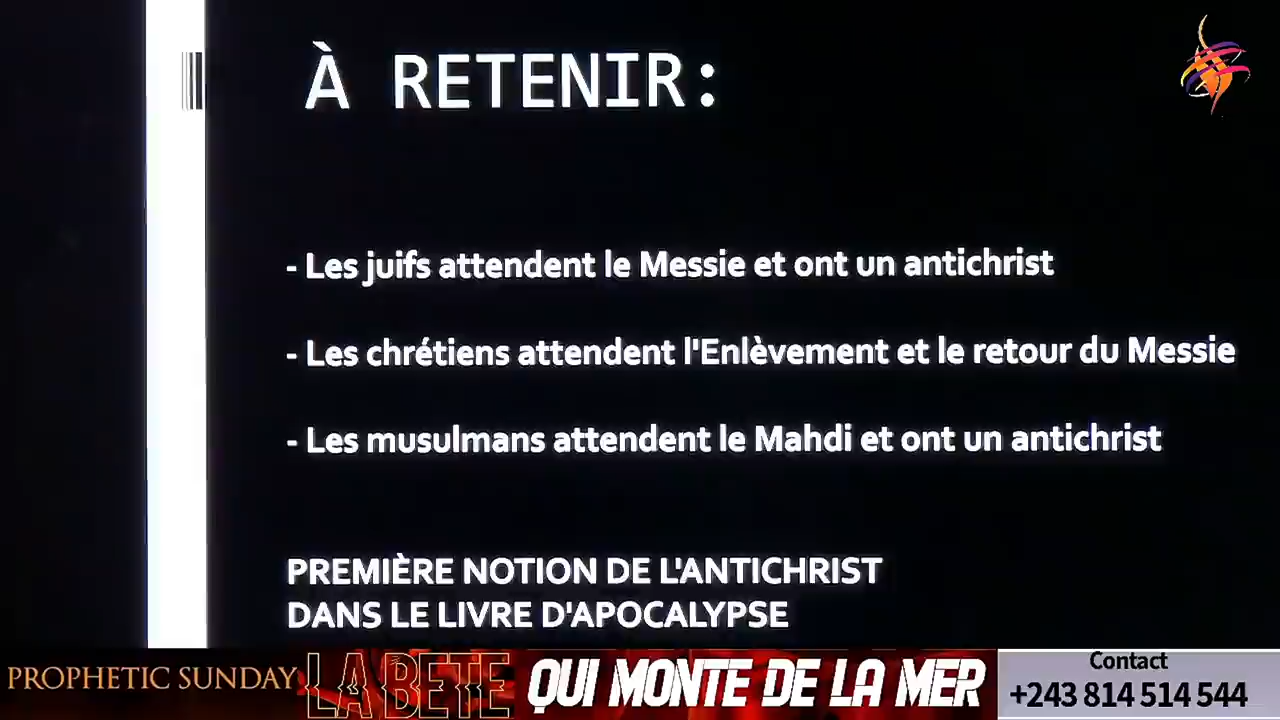 À RETENIR:
- Les juifs attendent le Messie et ont un antichrist
- Les chrétiens attendent l'Enlèvement et le retour du Messie
- Les musulmans attendent le Mahdi et ont un antichrist
PREMIÈRE NOTION DE L'ANTICHRIST
DANS LE LIVRE D'APOCALYPSE
PROPHETIC SUNDAY LA BETE QUI MONTE DE LA MER
Contact
+243 814 514 544